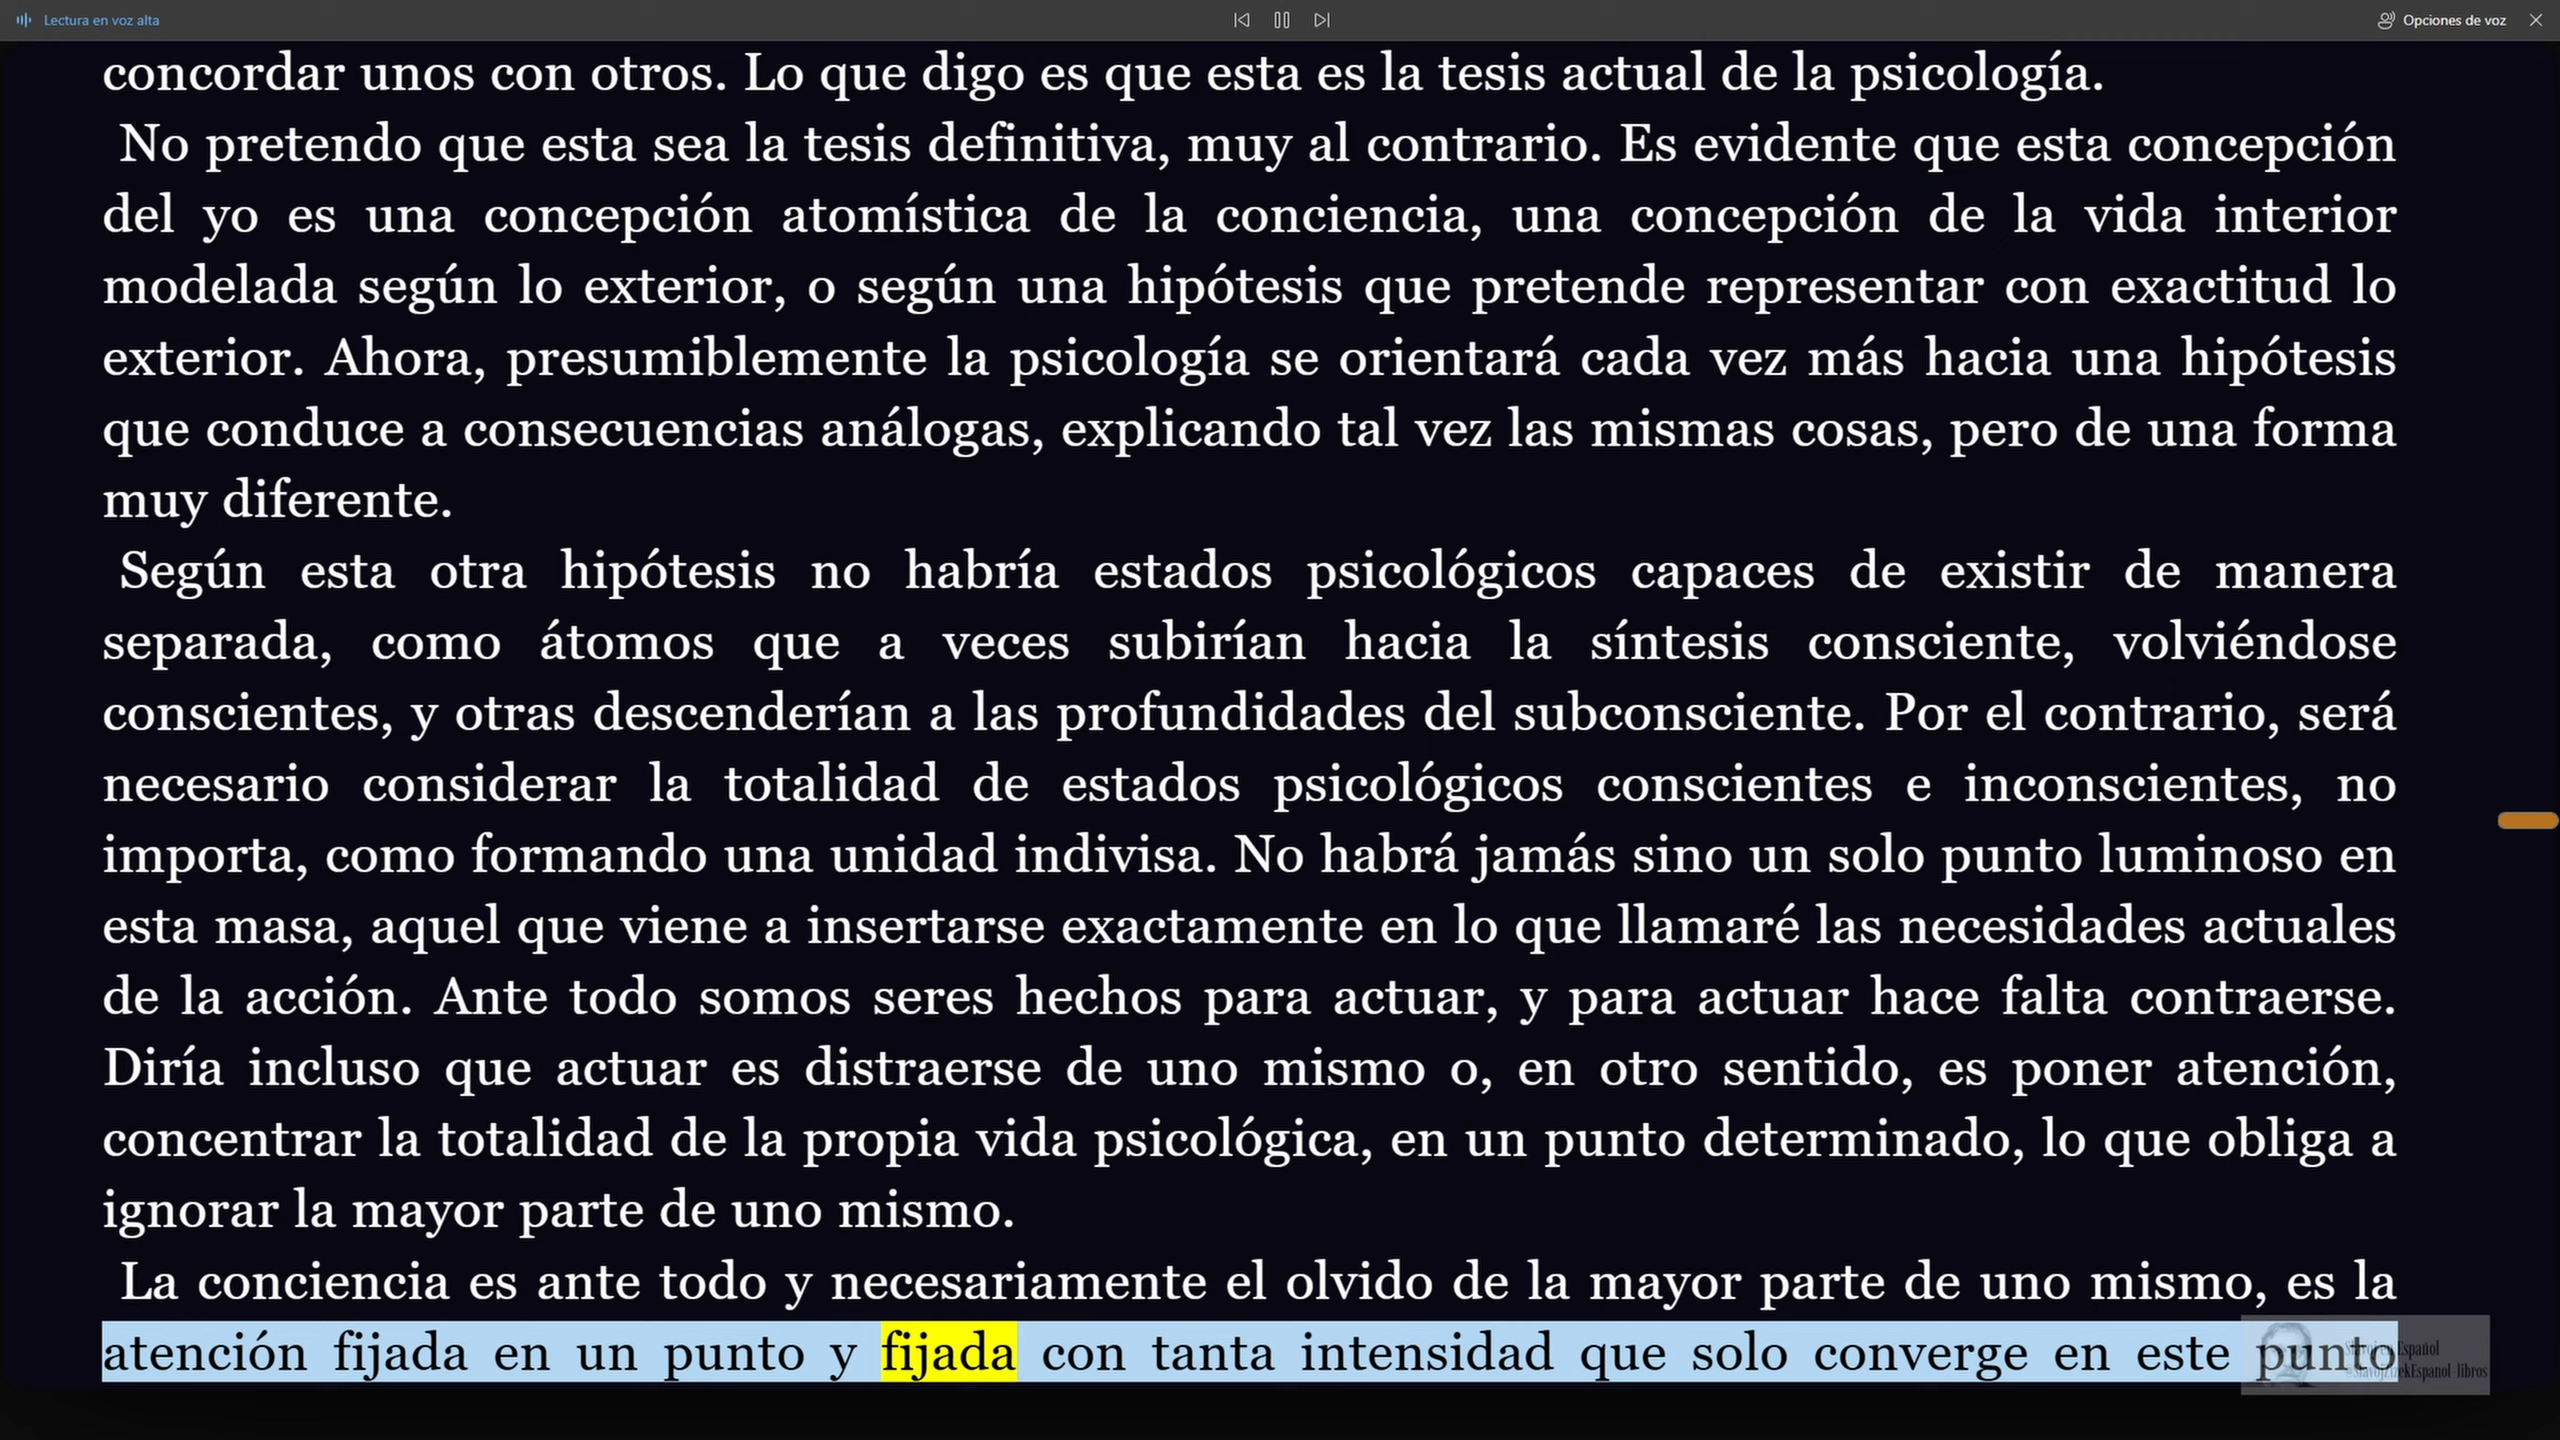 Lectura en voz alta
Opciones de voz
concordar unos con otros. Lo que digo es que esta es la tesis actual de la psicología.
No pretendo que esta sea la tesis definitiva, muy al contrario. Es evidente que esta concepción
del yo es una concepción atomística de la conciencia, una concepción de la vida interior
modelada según lo exterior, o según una hipótesis que pretende representar con exactitud lo
exterior. Ahora, presumiblemente la psicología se orientará cada vez más hacia una hipótesis
que conduce a consecuencias análogas, explicando tal vez las mismas cosas, pero de una forma
muy diferente.
Según esta otra hipótesis no habría estados psicológicos capaces de existir de manera
separada, como átomos que a veces subirían hacia la síntesis consciente, volviéndose
conscientes, y otras descenderían a las profundidades del subconsciente. Por el contrario, será
necesario considerar la totalidad de estados psicológicos conscientes e inconscientes, no
importa, como formando una unidad indivisa. No habrá jamás sino un solo punto luminoso en
esta masa, aquel que viene a insertarse exactamente en lo que llamaré las necesidades actuales
de la acción. Ante todo somos seres hechos para actuar, y para actuar hace falta contraerse.
Diría incluso que actuar es distraerse de uno mismo o, en otro sentido, es poner atención,
concentrar la totalidad de la propia vida psicológica, en un punto determinado, lo que obliga a
ignorar la mayor parte de uno mismo.
La conciencia es ante todo y necesariamente el olvido de la mayor parte de uno mismo, es la
atención fijada en un punto y fijada con tanta intensidad que solo converge en este punto
Español